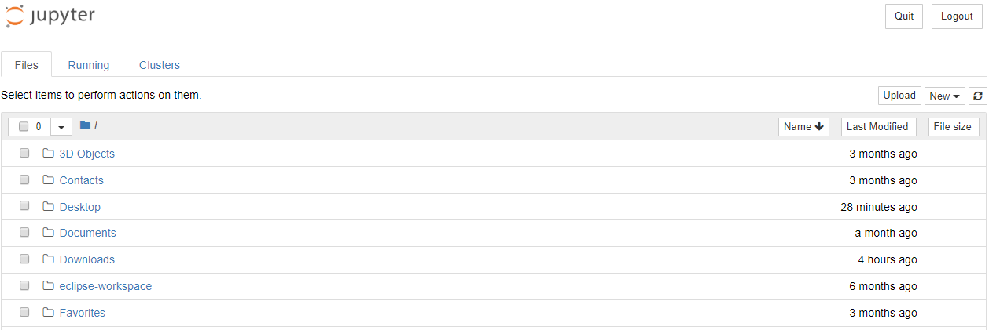 jupyter
Quit Logout
Files Running Clusters
Select items to perform actions on them.
Upload New
0 / Name Last Modified File size
3D Objects 3 months ago
Contacts 3 months ago
Desktop 28 minutes ago
Documents a month ago
Downloads 4 hours ago
eclipse-workspace 6 months ago
Favorites 3 months ago